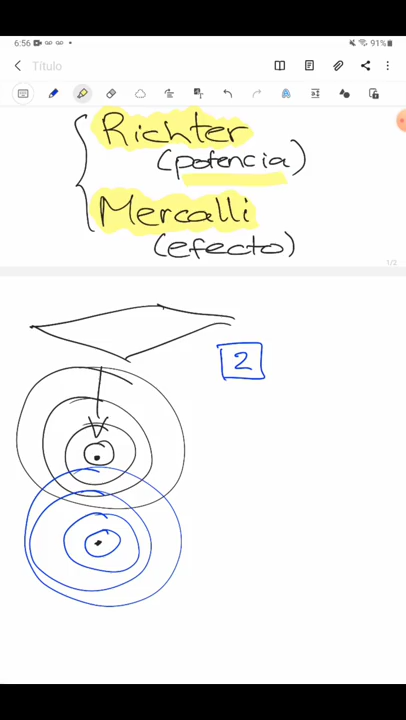 6:56
91%
Título
Richter
(potencia)
Mercalli
(efecto)
1/2
2